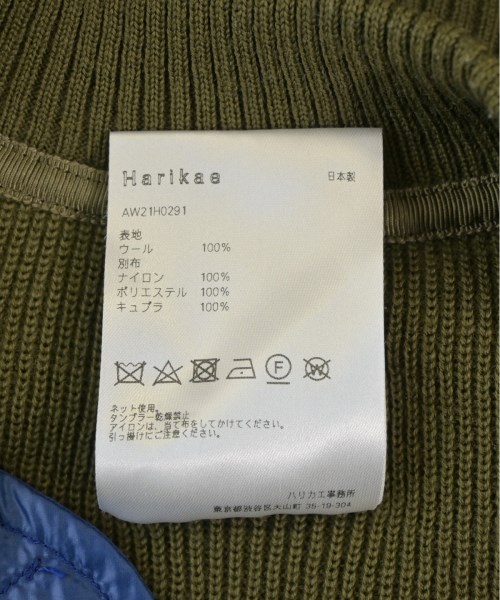 Harikae 日本製
AW21H0291
表地
ウール 100%
別布
ナイロン 100%
ポリエステル 100%
キュプラ 100%
F W
ネット使用。
タンブラー乾燥禁止
アイロンは、当て布をしてかけてください。
引っ掛けにご注意ください。
ハリカエ事務所
東京都渋谷区大山町 35-19-304